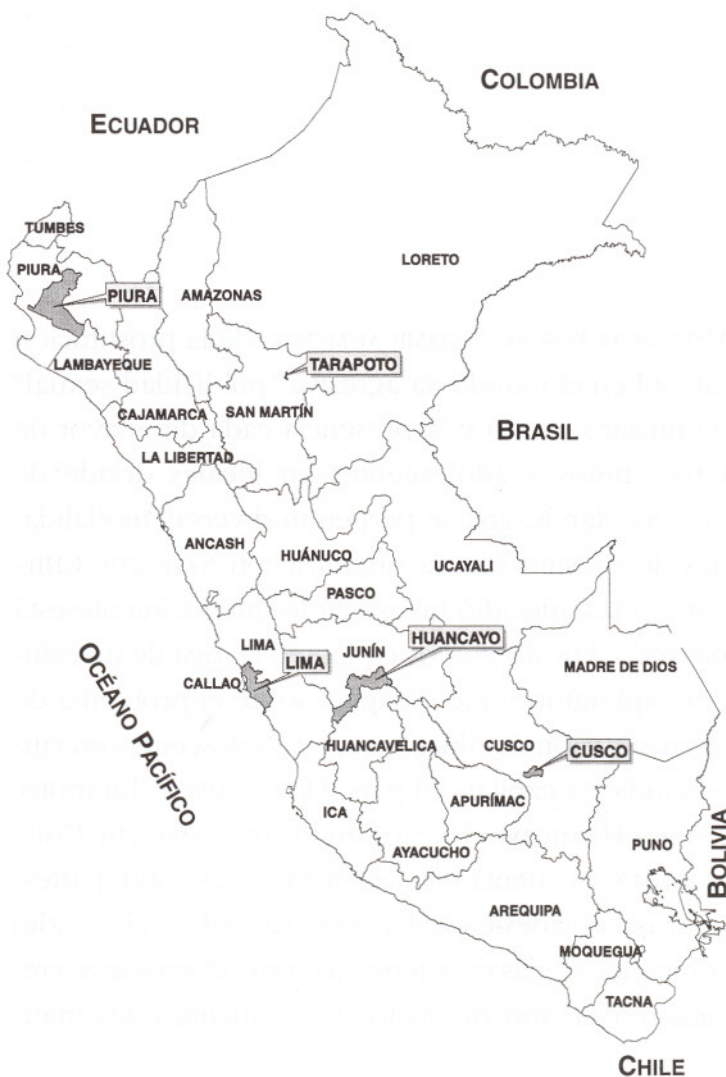 COLOMBIA
ECUADOR
TUMBES
PIURA
LORETO
PIURA
AMAZONAS
LAMBAYEQUE
TARAPOTO
CAJAMARCA
SAN MARTÍN
BRASIL
LA LIBERTAD
ANCASH
HUÁNUCO
UCAYALI
PASCO
LIMA
JUNÍN
HUANCAYO
LIMA
CALLAO
MADRE DE DIOS
OCÉANO PACÍFICO
HUANCAVELICA
CUSCO
CUSCO
ICA
APURÍMAC
AYACUCHO
PUNO
BOLIVIA
AREQUIPA
MOQUEGUA
TACNA
CHILE